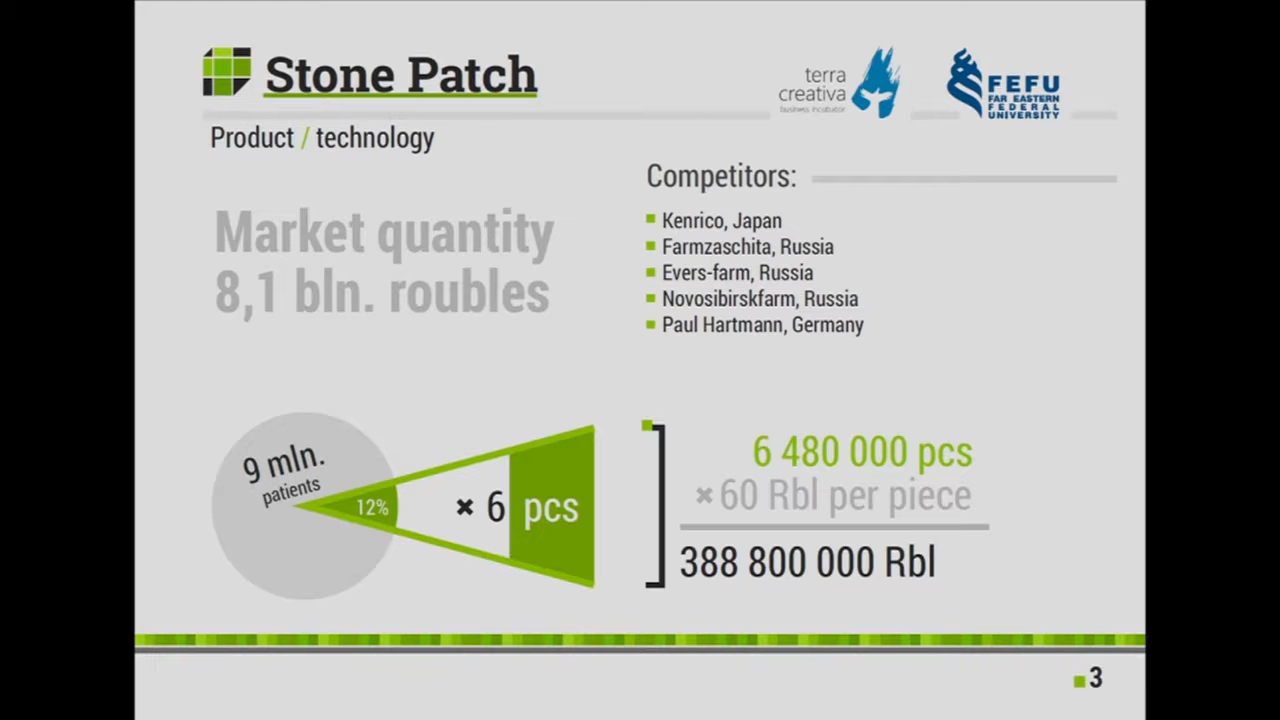 Stone Patch
terra
creativa
business incubator
FEFU
FAR EASTERN
FEDERAL
UNIVERSITY
Product / technology
Market quantity
8,1 bln. roubles
Competitors:
Kenrico, Japan
Farmzaschita, Russia
Evers-farm, Russia
Novosibirskfarm, Russia
Paul Hartmann, Germany
9 mln.
patients
12%
× 6 pcs
6 480 000 pcs
×60 Rbl per piece
388 800 000 Rbl
3